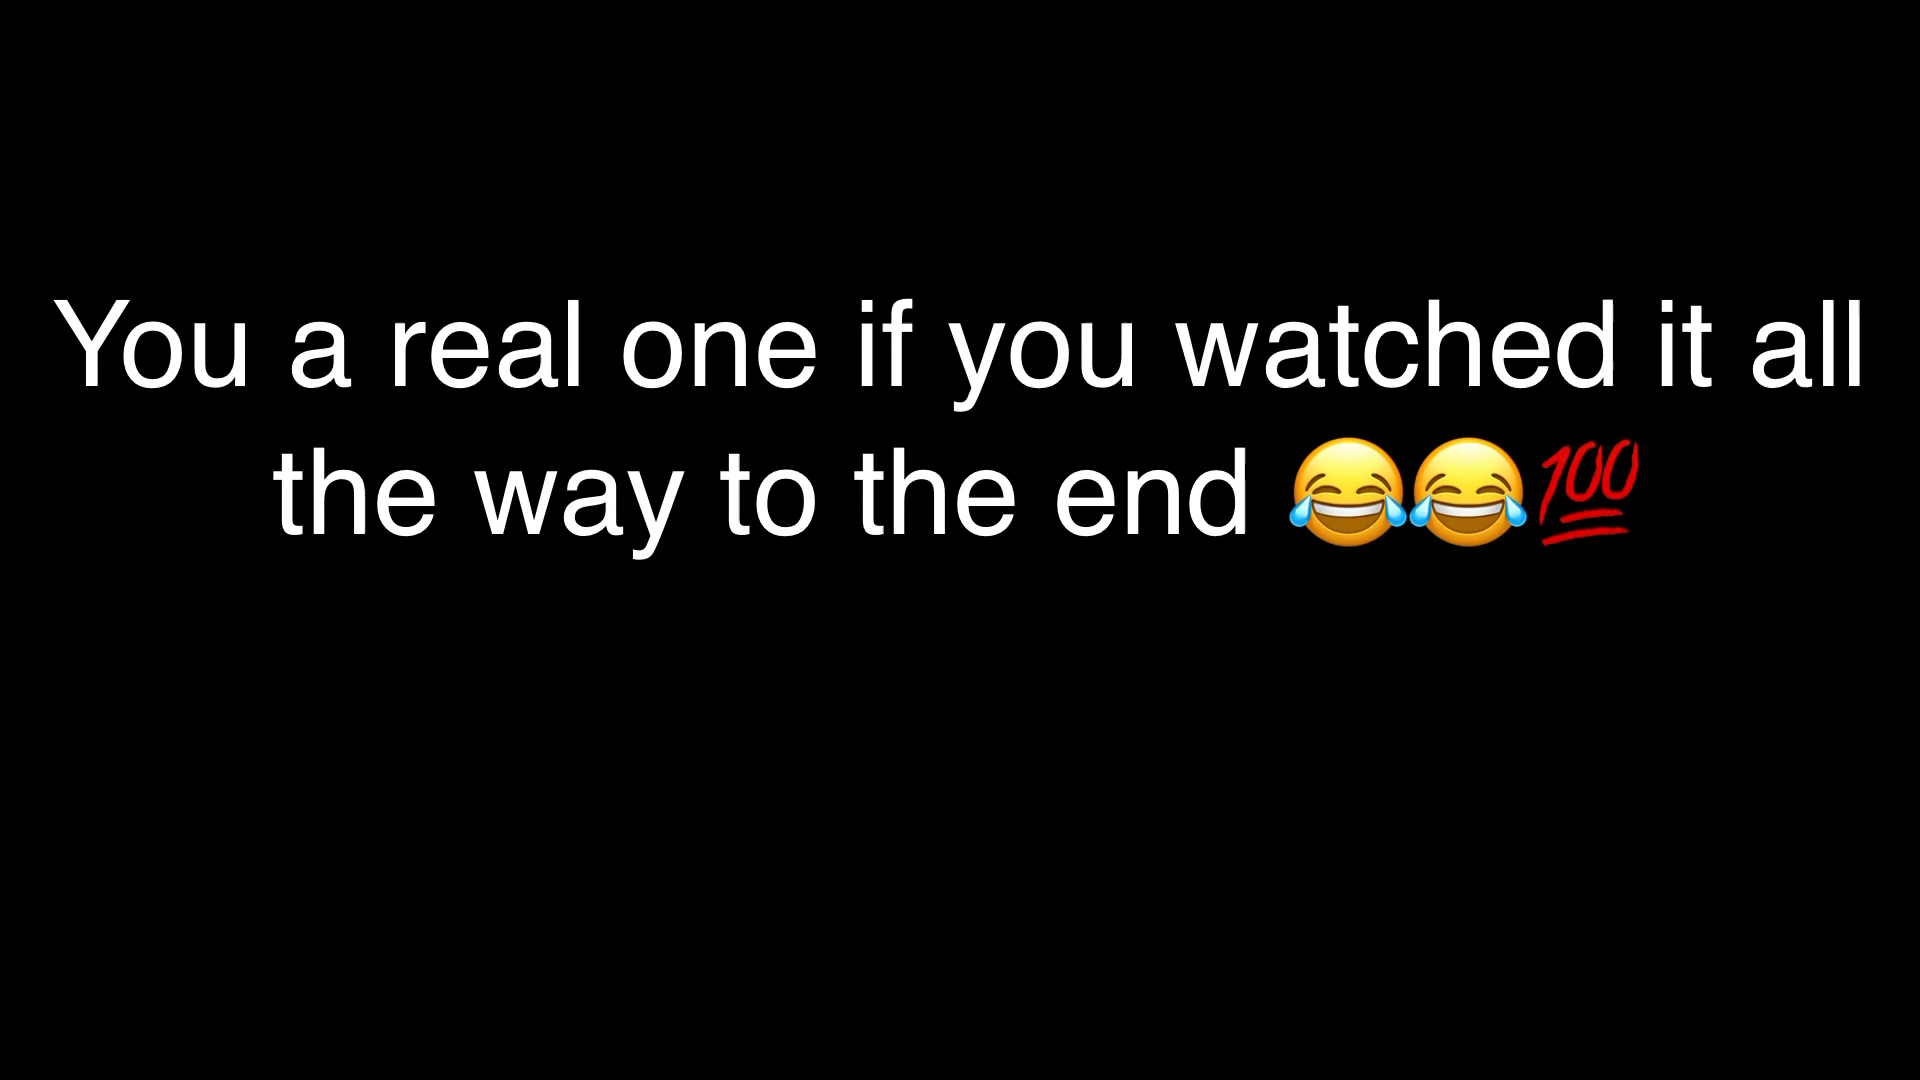 You a real one if you watched it all
the way to the end 😂😂💯